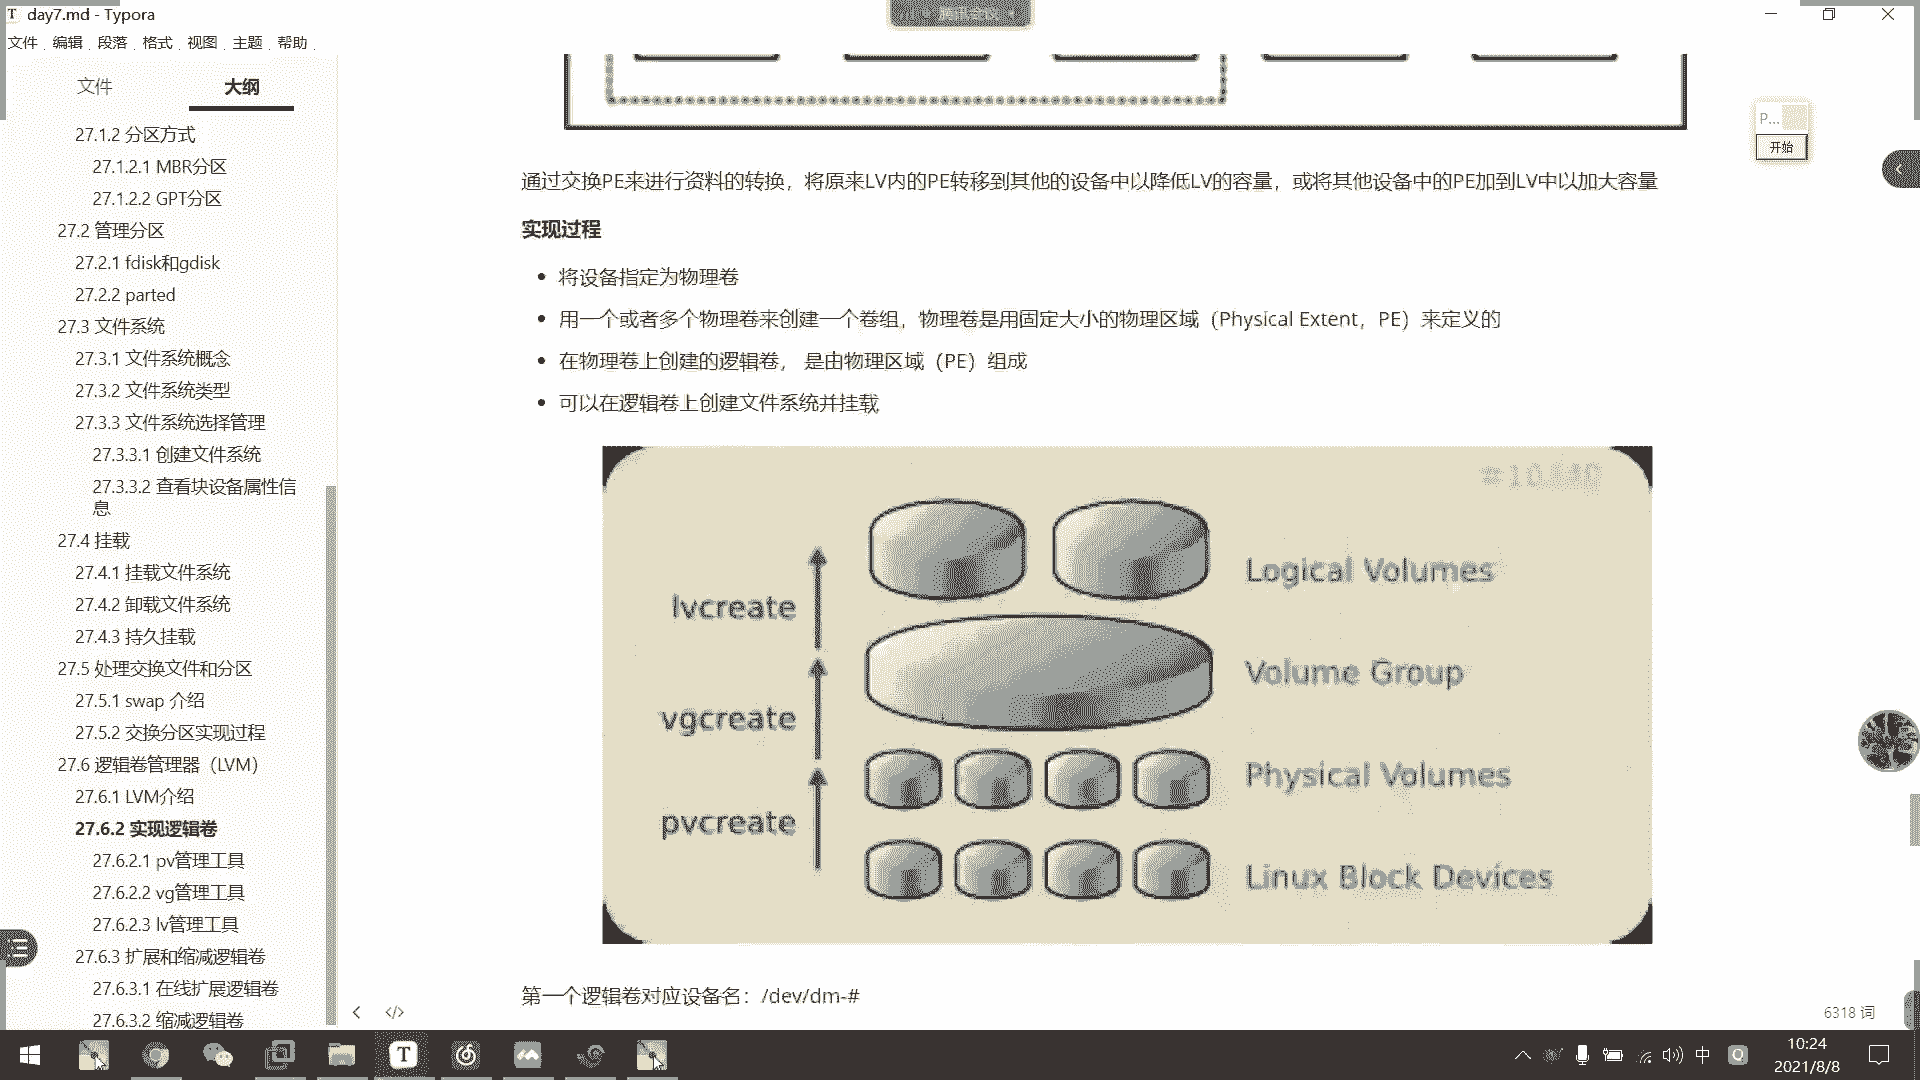 day7.md - Typora
腾讯会议
文件 编辑 段落 格式 视图 主题 帮助
文件 大纲
27.1.2 分区方式
27.1.2.1 MBR分区
27.1.2.2 GPT分区
27.2 管理分区
27.2.1 fdisk和gdisk
27.2.2 parted
27.3 文件系统
27.3.1 文件系统概念
27.3.2 文件系统类型
27.3.3 文件系统选择管理
27.3.3.1 创建文件系统
27.3.3.2 查看块设备属性信
息
27.4 挂载
27.4.1 挂载文件系统
27.4.2 卸载文件系统
27.4.3 持久挂载
27.5 处理交换文件和分区
27.5.1 swap 介绍
27.5.2 交换分区实现过程
27.6 逻辑卷管理器（LVM）
27.6.1 LVM介绍
27.6.2 实现逻辑卷
27.6.2.1 pv管理工具
27.6.2.2 vg管理工具
27.6.2.3 lv管理工具
27.6.3 扩展和缩减逻辑卷
27.6.3.1 在线扩展逻辑卷
27.6.3.2 缩减逻辑卷
P...
开始
通过交换PE来进行资料的转换，将原来LV内的PE转移到其他的设备中以降低LV的容量，或将其他设备中的PE加到LV中以加大容量
实现过程
将设备指定为物理卷
用一个或者多个物理卷来创建一个卷组，物理卷是用固定大小的物理区域（Physical Extent，PE）来定义的
在物理卷上创建的逻辑卷， 是由物理区域（PE）组成
可以在逻辑卷上创建文件系统并挂载
Logical Volumes
lvcreate
Volume Group
vgcreate
Physical Volumes
pvcreate
Linux Block Devices
第一个逻辑卷对应设备名：/dev/dm-#
6318 词
中
10:24
2021/8/8